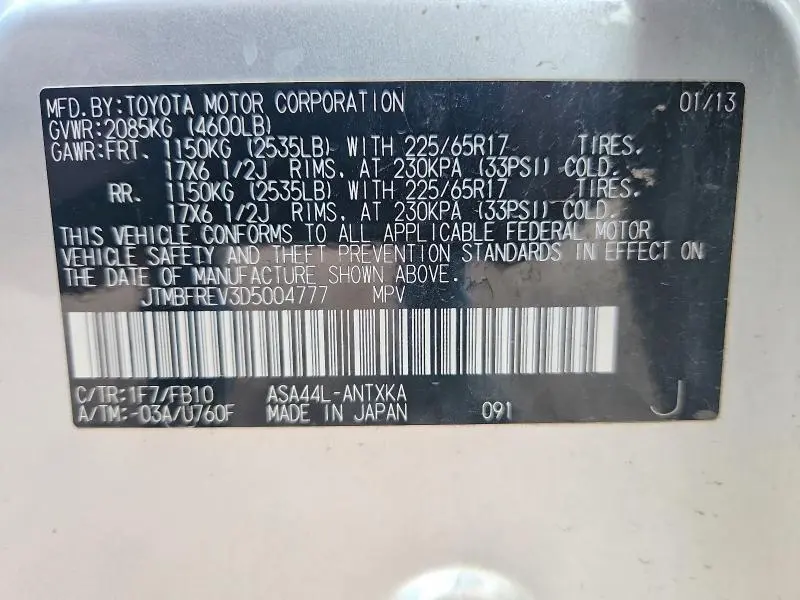 MFD.BY:TOYOTA MOTOR CORPORATION 01/13
GVWR:2085KG (4600LB)
GAWR:FRT. 1150KG (2535LB) WITH 225/65R17 TIRES.
17X6 1/2J RIMS, AT 230KPA (33PSI) COLD.
RR. 1150KG (2535LB) WITH 225/65R17 TIRES.
17X6 1/2J RIMS, AT 230KPA (33PSI) COLD.
THIS VEHICLE CONFORMS TO ALL APPLICABLE FEDERAL MOTOR
VEHICLE SAFETY AND THEFT PREVENTION STANDARDS IN EFFECT ON
THE DATE OF MANUFACTURE SHOWN ABOVE.
JTMBFREV3D5004777 MPV
C/TR:1F7/FB10 ASA44L-ANTXKA
A/TM:-03A/U760F MADE IN JAPAN 091 J